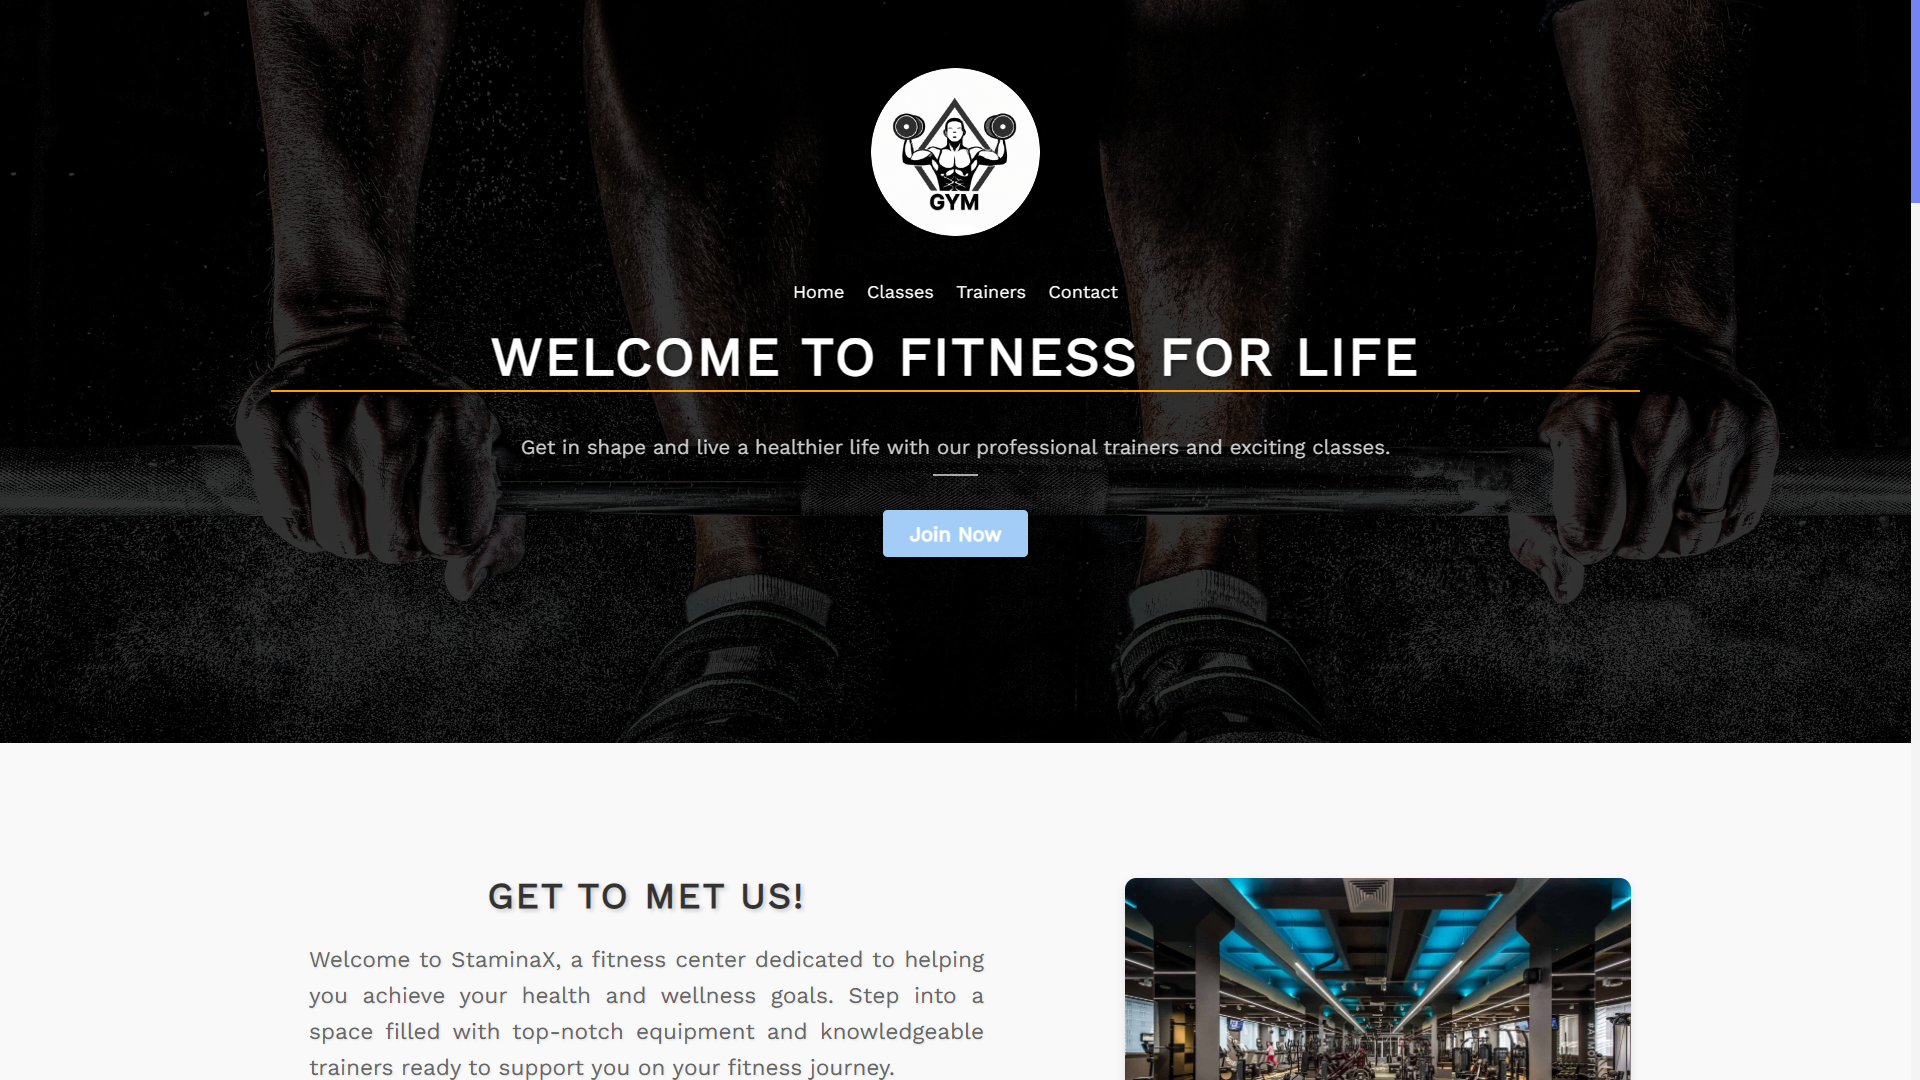 GYM
Home Classes Trainers Contact
WELCOME TO FITNESS FOR LIFE
Get in shape and live a healthier life with our professional trainers and exciting classes.
Join Now
GET TO MET US!
Welcome to StaminaX, a fitness center dedicated to helping
you achieve your health and wellness goals. Step into a
space filled with top-notch equipment and knowledgeable
trainers ready to support you on your fitness journey.